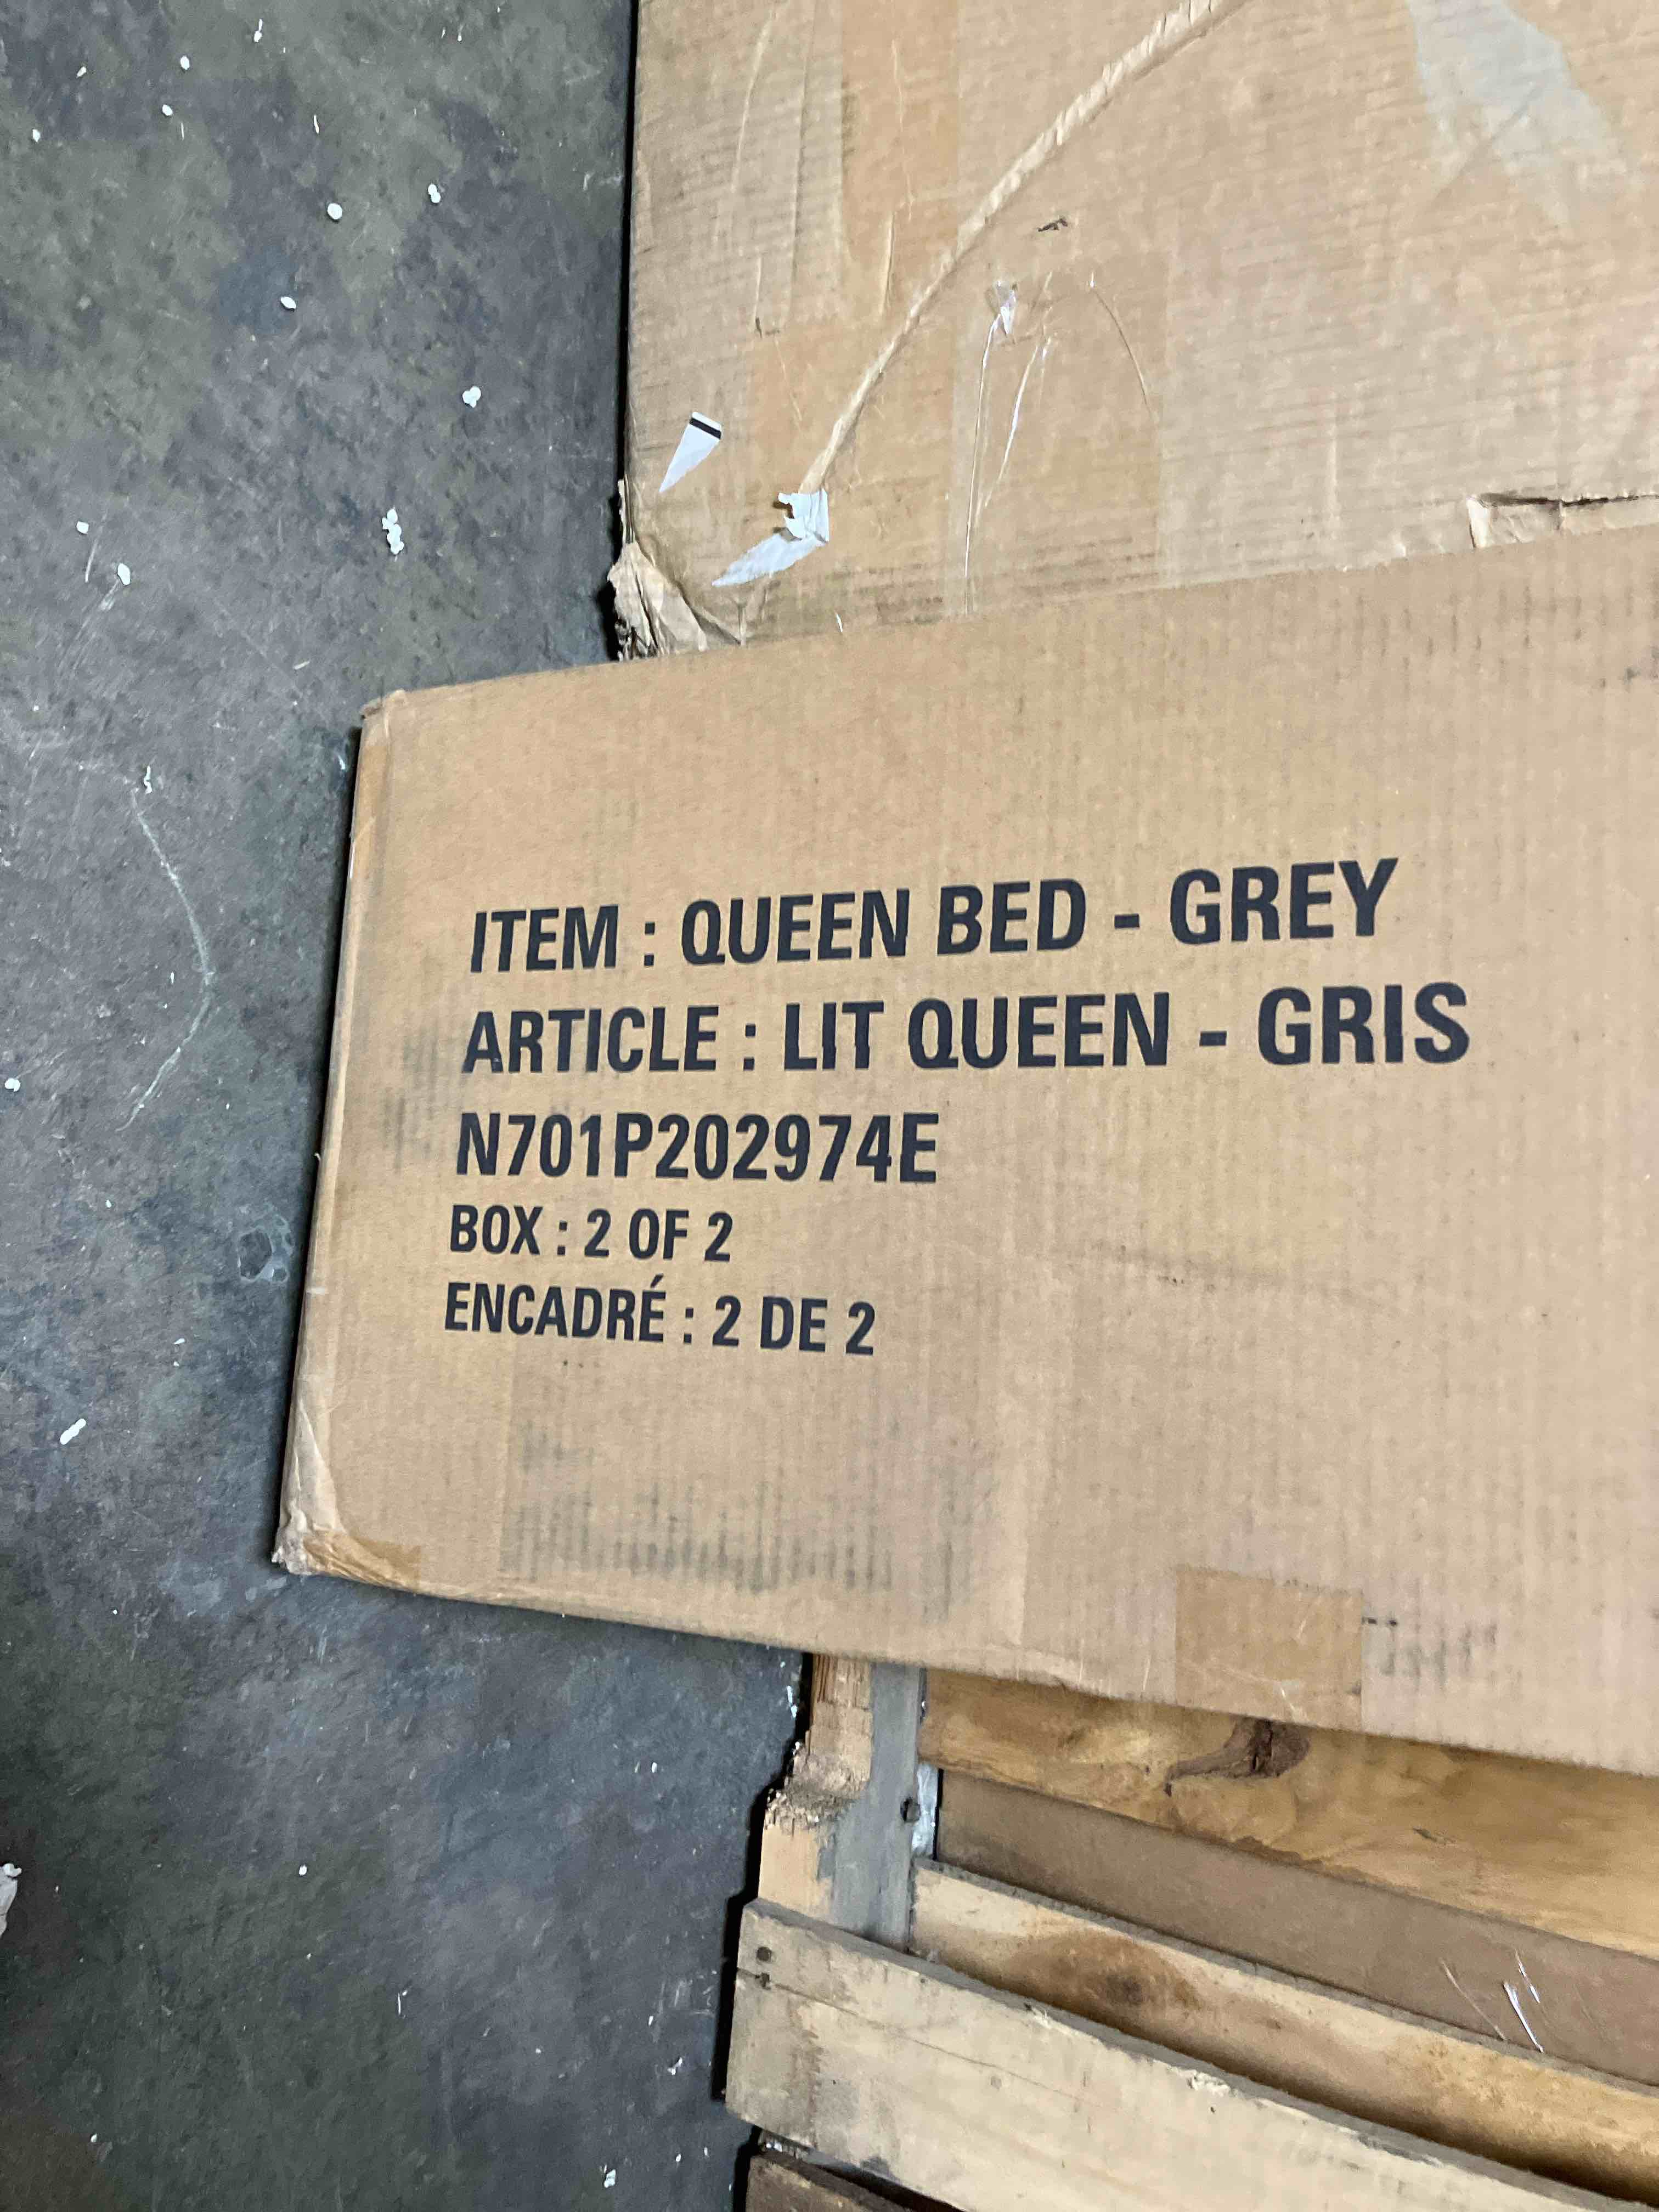 ITEM : QUEEN BED - GREY
ARTICLE : LIT QUEEN - GRIS
N701P202974E
BOX : 2 OF 2
ENCADRÉ : 2 DE 2